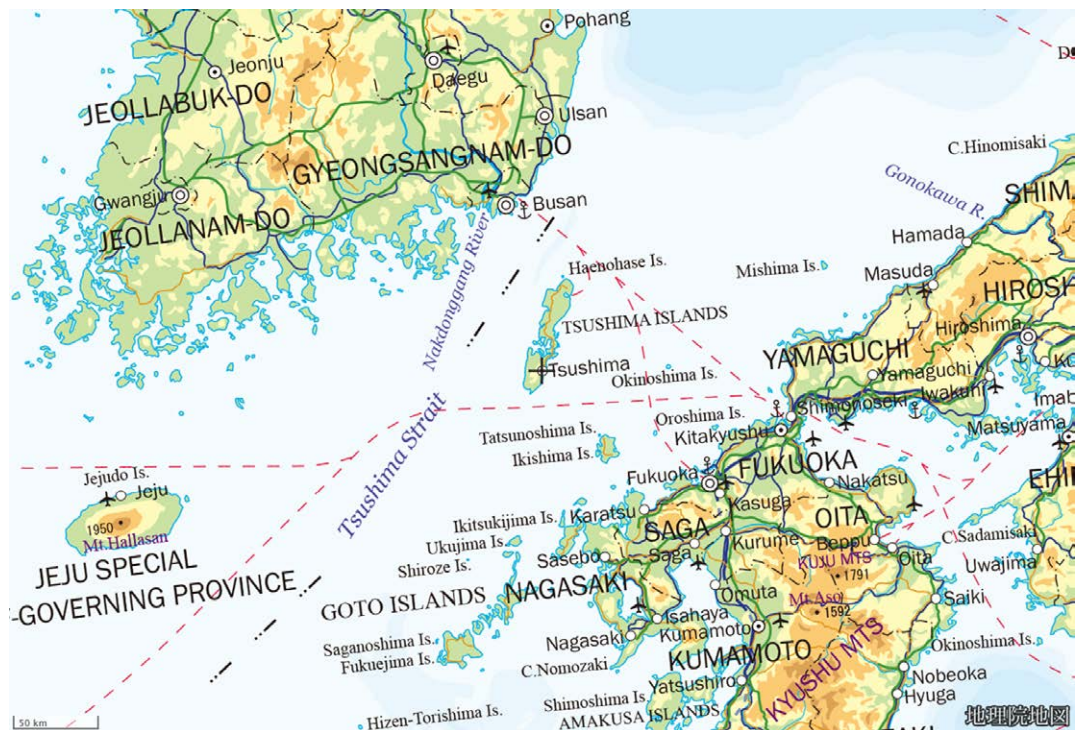 Pohang
Jeonju
Daegu
JEOLLABUK-DO
Ulsan
GYEONGSANGNAM-DO
C.Hinomisaki
Gwangju
Busan
Gonokawa R.
SHIM
JEOLLANAM-DO
Hamada
Nakdonggang River
Haenohase Is.
Mishima Is.
Masuda
HIROSH
TSUSHIMA ISLANDS
Hiroshima
YAMAGUCHI
Tsushima
Okinoshima Is.
Yamaguchi
Iwakuni
Shimonoseki
Imab
Tsushima Strait
Oroshima Is.
Kitakyushu
Matsuyama
Tatsunoshima Is.
Ikishima Is.
FUKUOKA
Fukuoka
Jejudo Is.
Jeju
Kasuga
Nakatsu
EHI
Karatsu
1950
Ikitsukijima Is.
SAGA
OITA
Mt.Hallasan
Ukujima Is.
Kurume
Beppu
C.Sadamisaki
Sasebo
Saga
Oita
KUJU MTS
Uwajima
JEJU SPECIAL
Shiroze Is.
1791
-GOVERNING PROVINCE
GOTO ISLANDS
NAGASAKI
Omuta
Mt.Aso
1592
Saiki
Isahaya
Saganoshima Is.
Nagasaki
Kumamoto
Okinoshima Is.
Fukuejima Is.
C.Nomozaki
KUMAMOTO
KYUSHU MTS
Yatsushiro
Nobeoka
Shimoshima Is.
Hyuga
50 km
Hizen-Torishima Is.
AMAKUSA ISLANDS
地理院地図